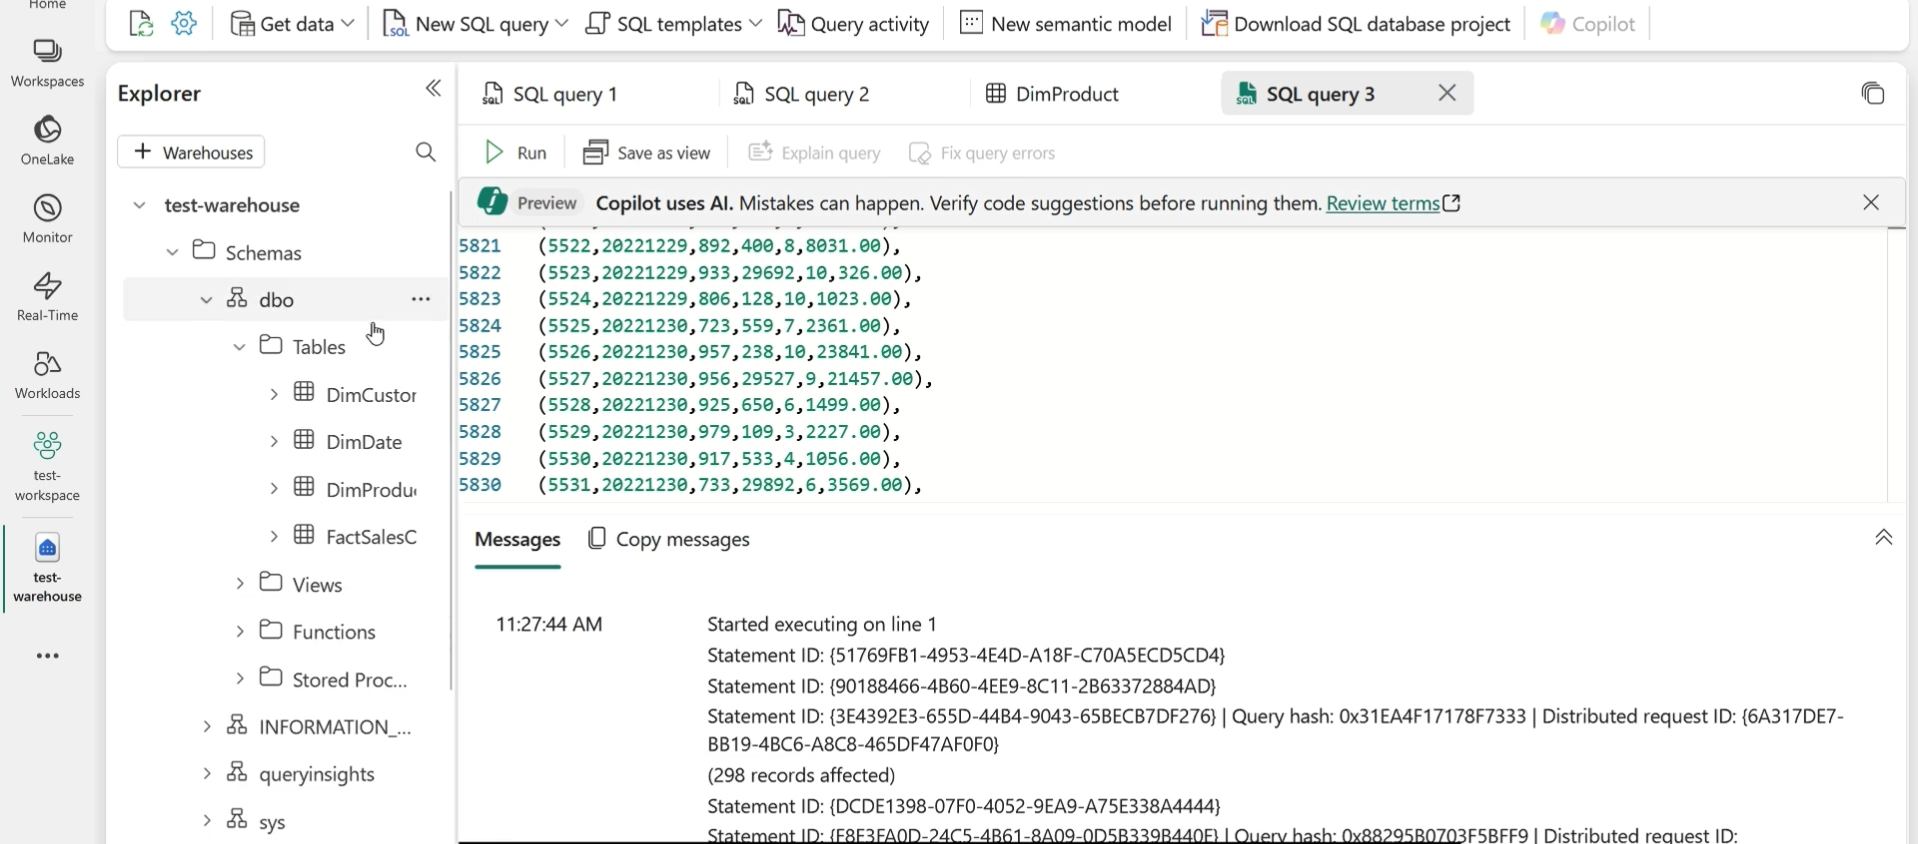 Home
Workspaces
OneLake
Monitor
Real-Time
Workloads
test-
workspace
test-
warehouse
Get data
New SQL query
SQL templates
Query activity
New semantic model
Download SQL database project
Copilot
Explorer
+ Warehouses
test-warehouse
Schemas
dbo
Tables
DimCustor
DimDate
DimProdu
FactSalesC
Views
Functions
Stored Proc...
INFORMATION_...
queryinsights
sys
SQL query 1
SQL query 2
DimProduct
SQL query 3
Run
Save as view
Explain query
Fix query errors
Preview Copilot uses AI. Mistakes can happen. Verify code suggestions before running them. Review terms
5821 (5522,20221229,892,400,8,8031.00),
5822 (5523,20221229,933,29692,10,326.00),
5823 (5524,20221229,806,128,10,1023.00),
5824 (5525,20221230,723,559,7,2361.00),
5825 (5526,20221230,957,238,10,23841.00),
5826 (5527,20221230,956,29527,9,21457.00),
5827 (5528,20221230,925,650,6,1499.00),
5828 (5529,20221230,979,109,3,2227.00),
5829 (5530,20221230,917,533,4,1056.00),
5830 (5531,20221230,733,29892,6,3569.00),
Messages
Copy messages
11:27:44 AM Started executing on line 1
Statement ID: {51769FB1-4953-4E4D-A18F-C70A5ECD5CD4}
Statement ID: {90188466-4B60-4EE9-8C11-2B63372884AD}
Statement ID: {3E4392E3-655D-44B4-9043-65BECB7DF276} | Query hash: 0x31EA4F17178F7333 | Distributed request ID: {6A317DE7-
BB19-4BC6-A8C8-465DF47AF0F0}
(298 records affected)
Statement ID: {DCDE1398-07F0-4052-9EA9-A75E338A4444}
Statement ID: {F8E3FA0D-24C5-4B61-8A09-0D5B339B440F} | Query hash: 0x88295B0703F5BFF9 | Distributed request ID: